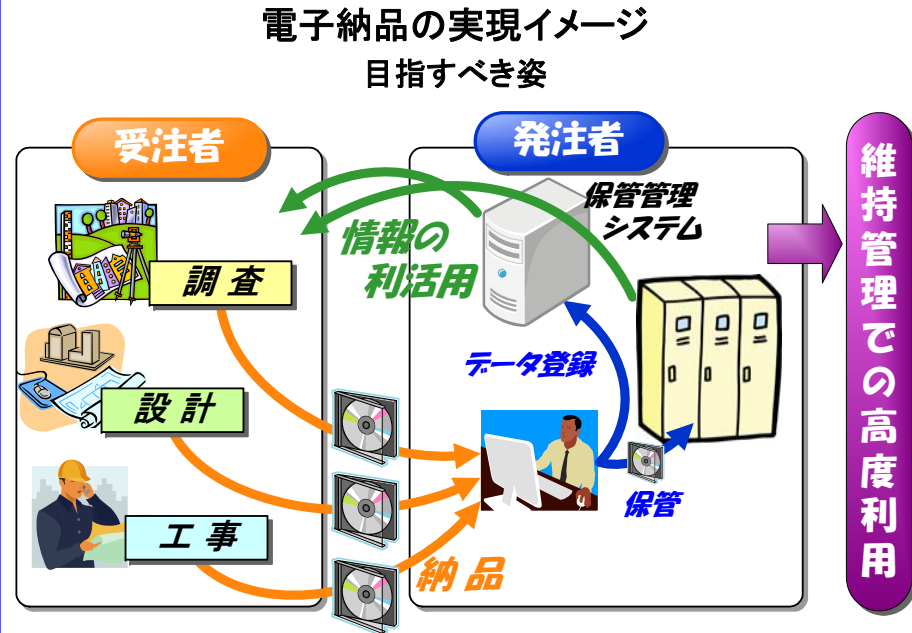 電子納品の実現イメージ
目指すべき姿
受注者
発注者
保管管理
システム
情報の
利活用
調 査
設 計
工 事
データ登録
保管
納 品
維持管理での高度利用